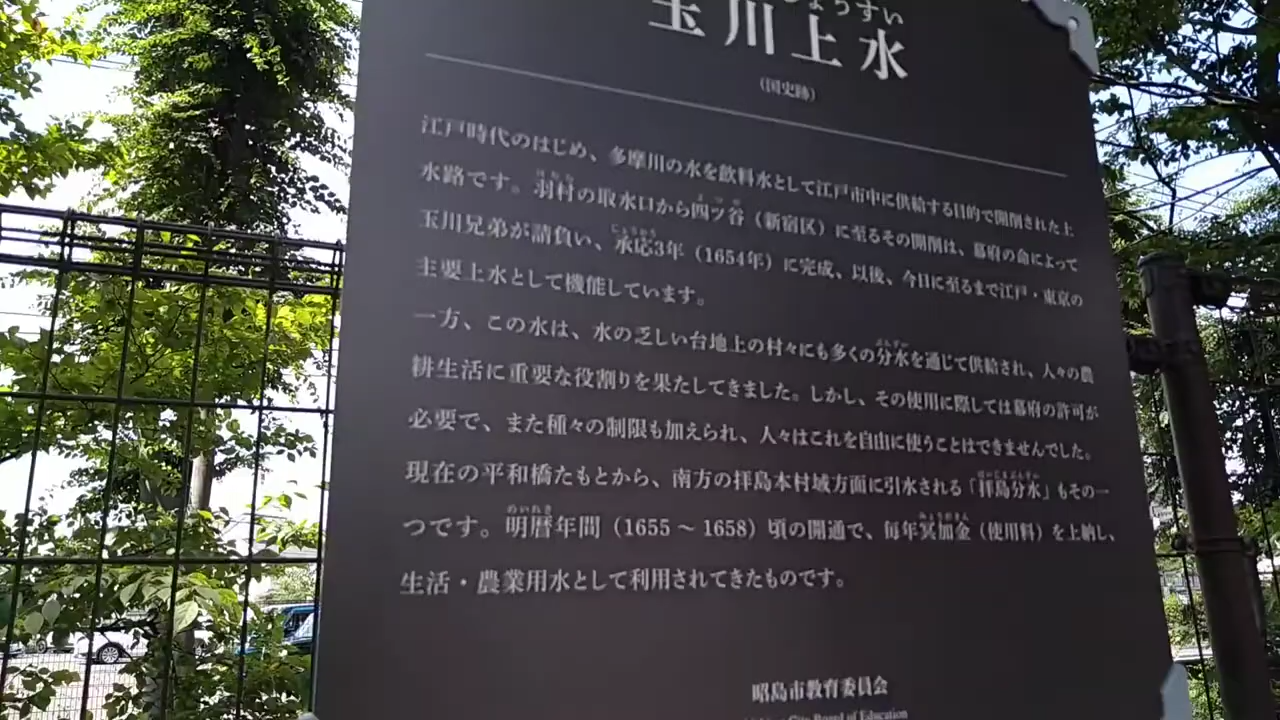 じょうすい
玉川上水
(国史跡)
江戸時代のはじめ、多摩川の水を飲料水として江戸市中に供給する目的で開削された上
水路です。羽村の取水口から四ツ谷(新宿区)に至るその開削は、幕府の命によって
玉川兄弟が請負い、承応3年(1654年)に完成、以後、今日に至るまで江戸・東京の
主要上水として機能しています。
一方、この水は、水の乏しい台地上の村々にも多くの分水を通じて供給され、人々の農
耕生活に重要な役割りを果たしてきました。しかし、その使用に際しては幕府の許可が
必要で、また種々の制限も加えられ、人々はこれを自由に使うことはできませんでした。
現在の平和橋たもとから、南方の拝島本村域方面に引水される「拝島分水」もその一
つです。明暦年間(1655 ~ 1658)頃の開通で、毎年冥加金(使用料)を上納し、
生活・農業用水として利用されてきたものです。
昭島市教育委員会
City Board of Education